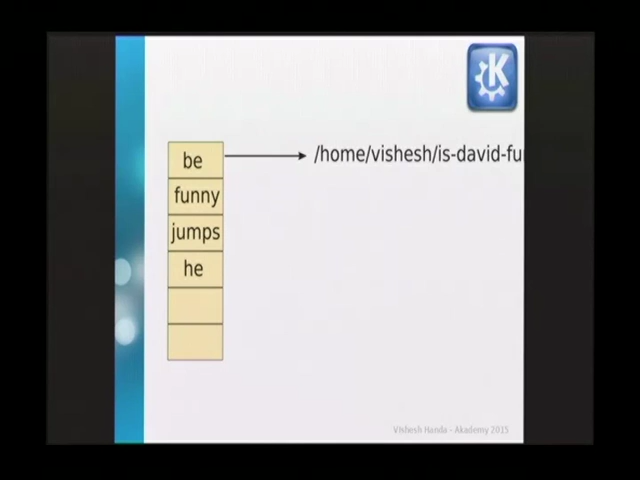 K
be
/home/vishesh/is-david-fu
funny
jumps
he
Vishesh Handa - Akademy 2015